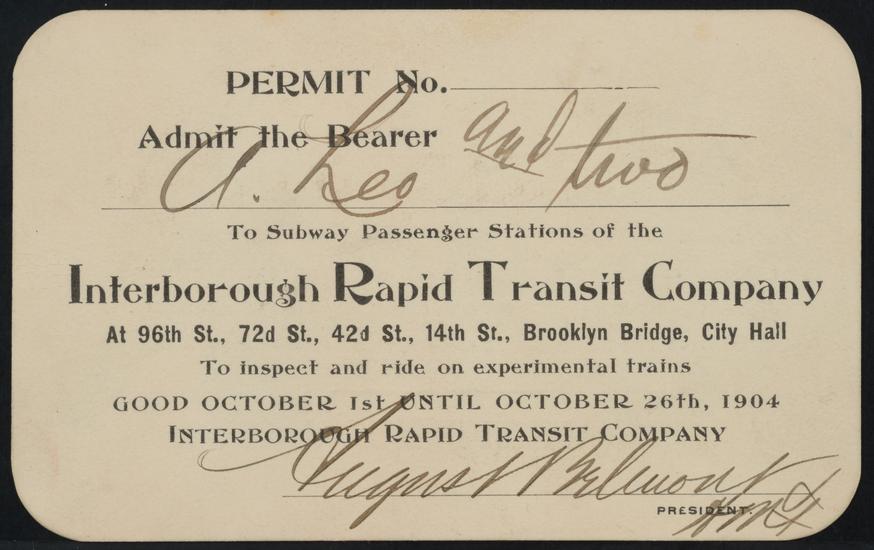 PERMIT No.
Admit the Bearer and two
A. Leo
To Subway Passenger Stations of the
Interborough Rapid Transit Company
At 96th St., 72d St., 42d St., 14th St., Brooklyn Bridge, City Hall
To inspect and ride on experimental trains
GOOD OCTOBER 1st UNTIL OCTOBER 26th, 1904
INTERBOROUGH RAPID TRANSIT COMPANY
August Belmont
PRESIDENT.